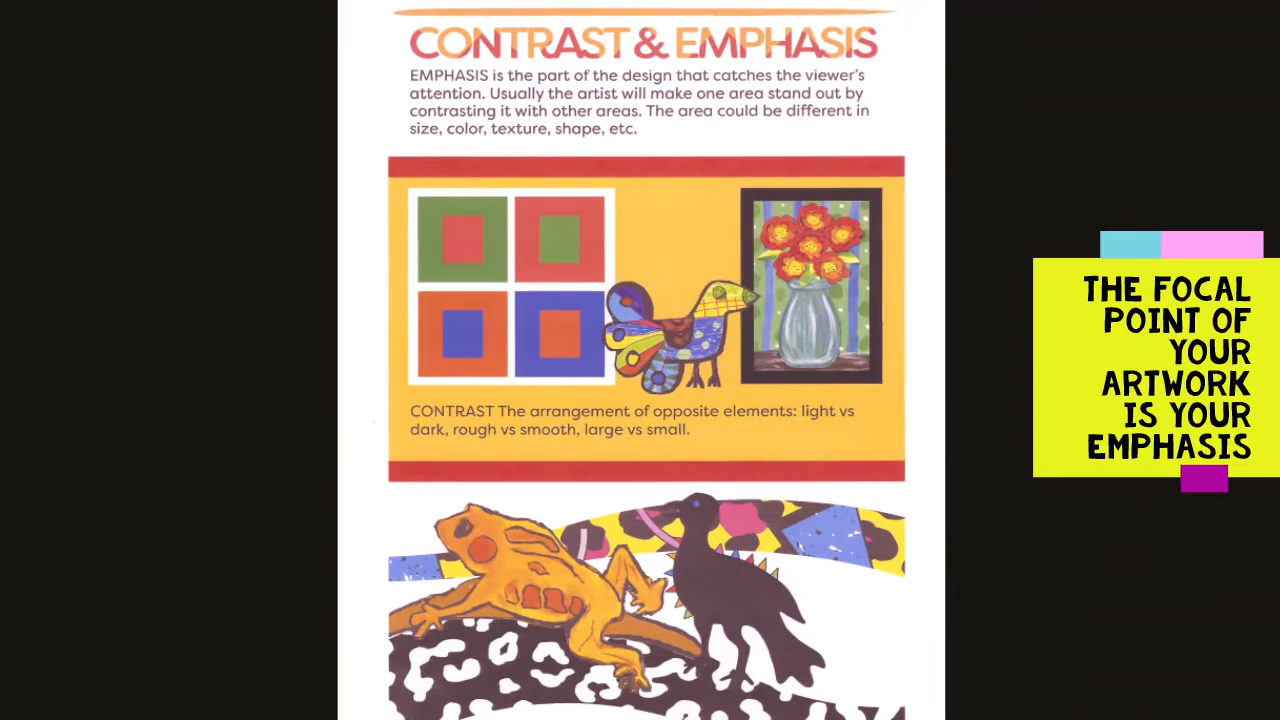 CONTRAST & EMPHASIS
EMPHASIS is the part of the design that catches the viewer's
attention. Usually the artist will make one area stand out by
contrasting it with other areas. The area could be different in
size, color, texture, shape, etc.
CONTRAST The arrangement of opposite elements: light vs
dark, rough vs smooth, large vs small.
THE FOCAL
POINT OF
YOUR
ARTWORK
IS YOUR
EMPHASIS